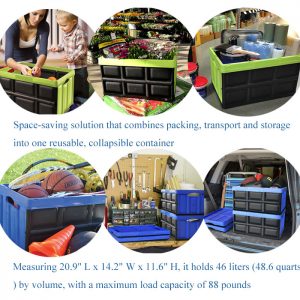 Space-saving solution that combines packing, transport and storage
into one reusable, collapsible container
Measuring 20.9" L x 14.2" W x 11.6" H, it holds 46 liters (48.6 quarts
) by volume, with a maximum load capacity of 88 pounds